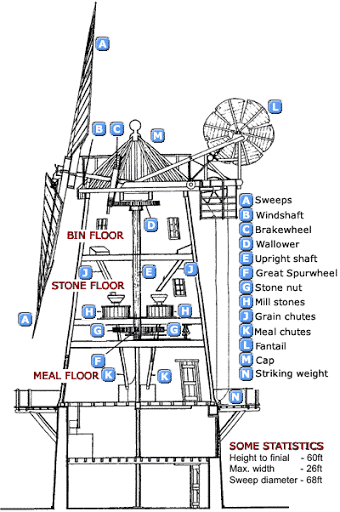 A
B
C
M
L
BIN FLOOR
D
J
STONE FLOOR
E
J
H
H
G
G
A
F
MEAL FLOOR
K
K
N
A Sweeps
B Windshaft
C Brakewheel
D Wallower
E Upright shaft
F Great Spurwheel
G Stone nut
H Mill stones
J Grain chutes
K Meal chutes
L Fantail
M Cap
N Striking weight
SOME STATISTICS
Height to finial - 60ft
Max. width - 26ft
Sweep diameter - 68ft